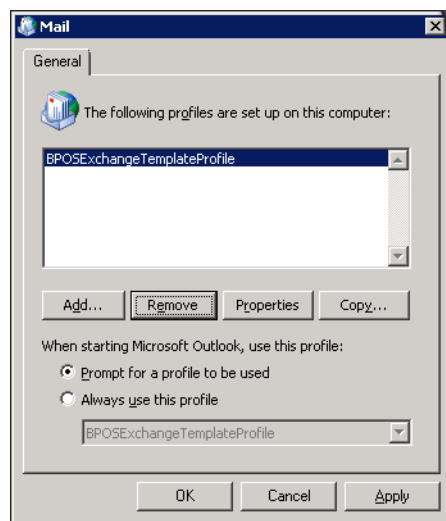 Mail
General
The following profiles are set up on this computer:
BPOSExchangeTemplateProfile
Add... Remove Properties Copy...
When starting Microsoft Outlook, use this profile:
Prompt for a profile to be used
Always use this profile
BPOSExchangeTemplateProfile
OK Cancel Apply